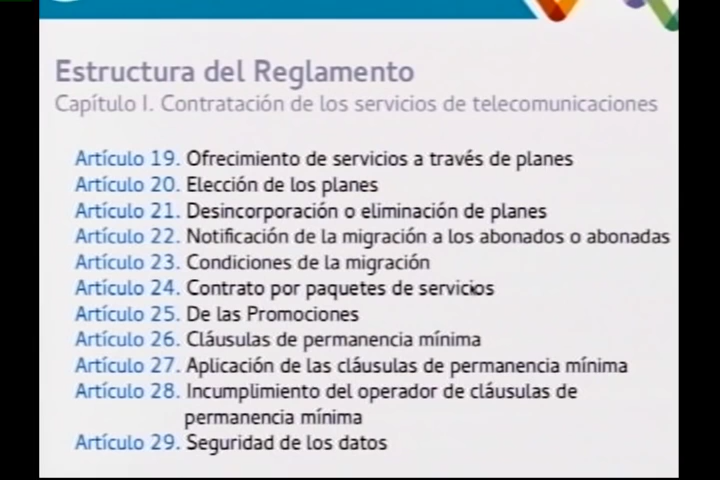 Estructura del Reglamento
Capítulo I. Contratación de los servicios de telecomunicaciones
Artículo 19. Ofrecimiento de servicios a través de planes
Artículo 20. Elección de los planes
Artículo 21. Desincorporación o eliminación de planes
Artículo 22. Notificación de la migración a los abonados o abonadas
Artículo 23. Condiciones de la migración
Artículo 24. Contrato por paquetes de servicios
Artículo 25. De las Promociones
Artículo 26. Cláusulas de permanencia mínima
Artículo 27. Aplicación de las cláusulas de permanencia mínima
Artículo 28. Incumplimiento del operador de cláusulas de
permanencia mínima
Artículo 29. Seguridad de los datos